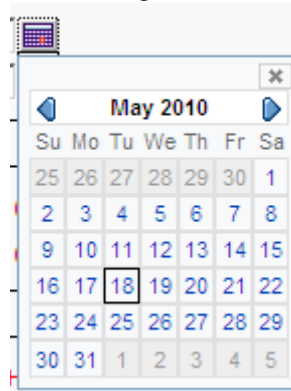 May 2010
Su Mo Tu We Th Fr Sa
25 26 27 28 29 30 1
2 3 4 5 6 7 8
9 10 11 12 13 14 15
16 17 18 19 20 21 22
23 24 25 26 27 28 29
30 31 1 2 3 4 5